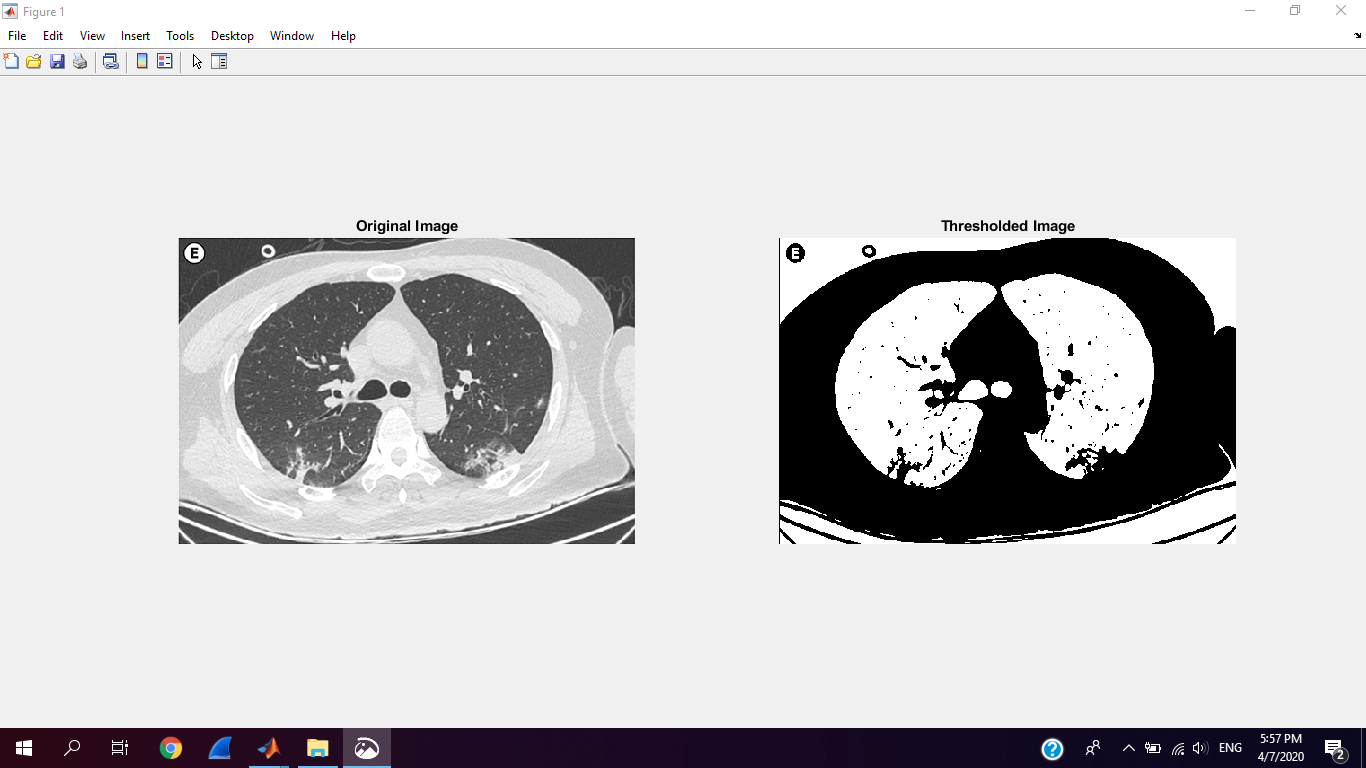 Figure 1
File Edit View Insert Tools Desktop Window Help
Original Image
Thresholded Image
E
E
ENG
5:57 PM
4/7/2020
2